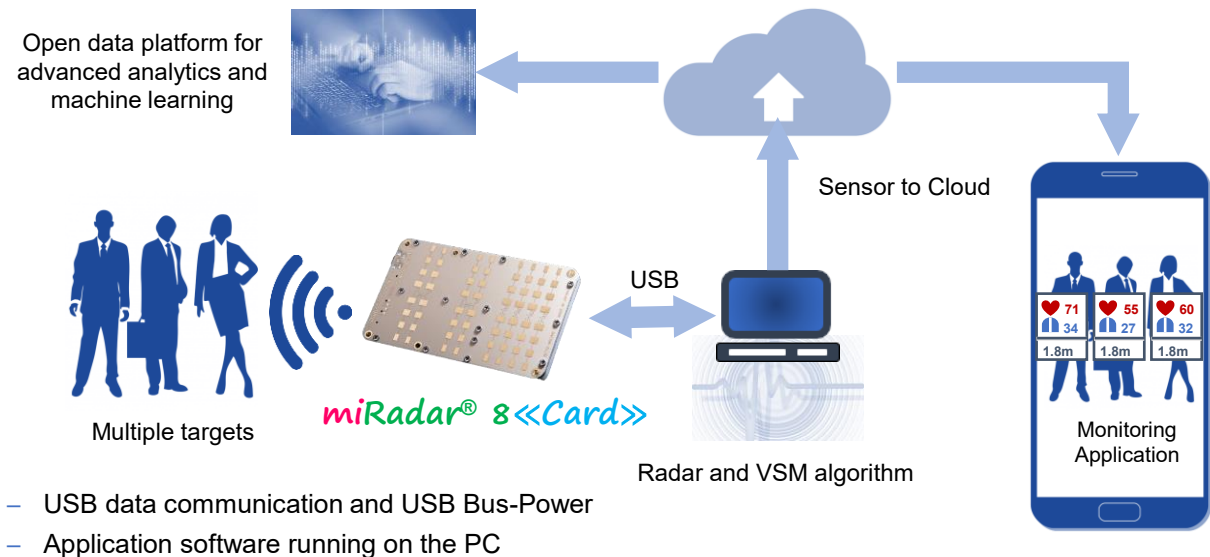 Open data platform for
advanced analytics and
machine learning
Sensor to Cloud
USB
miRadar® 8≪Card≫
Multiple targets
Radar and VSM algorithm
71
34
1.8m
55
27
1.8m
60
32
1.8m
Monitoring
Application
– USB data communication and USB Bus-Power
– Application software running on the PC